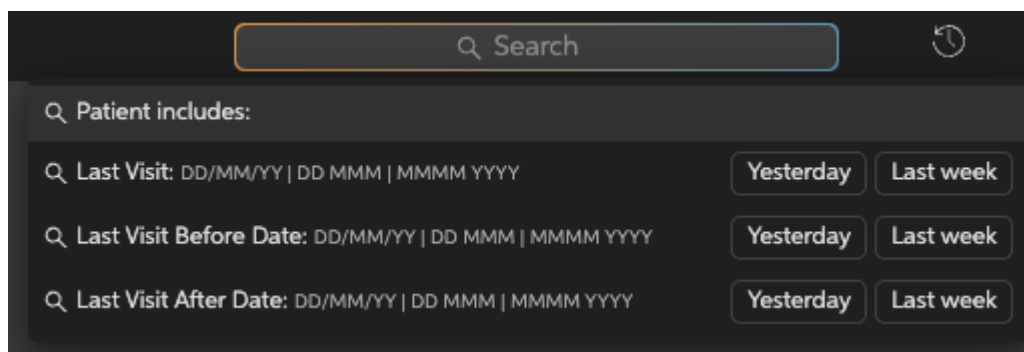 Search
Patient includes:
Last Visit: DD/MM/YY | DD MMM | MMMM YYYY Yesterday Last week
Last Visit Before Date: DD/MM/YY | DD MMM | MMMM YYYY Yesterday Last week
Last Visit After Date: DD/MM/YY | DD MMM | MMMM YYYY Yesterday Last week